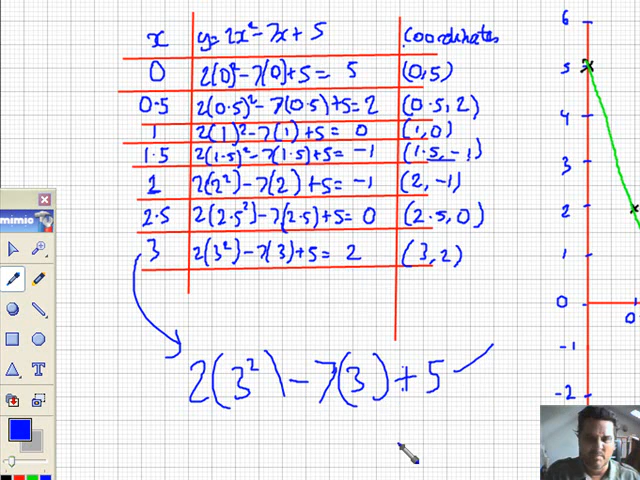 x y=2x²-7x+5 Coordinates
0 2(0)²-7(0)+5= 5 (0,5)
0.5 2(0.5)²-7(0.5)+5=2 (0.5,2)
1 2(1)²-7(1)+5= 0 (1,0)
1.5 2(1.5)²-7(1.5)+5= -1 (1.5,-1)
2 2(2²)-7(2)+5= -1 (2,-1)
2.5 2(2.5²)-7(2.5)+5= 0 (2.5,0)
3 2(3²)-7(3)+5= 2 (3,2)
2(3²)-7(3)+5
mimio
A T
6
5
4
3
2
1
0
-1
-2
0